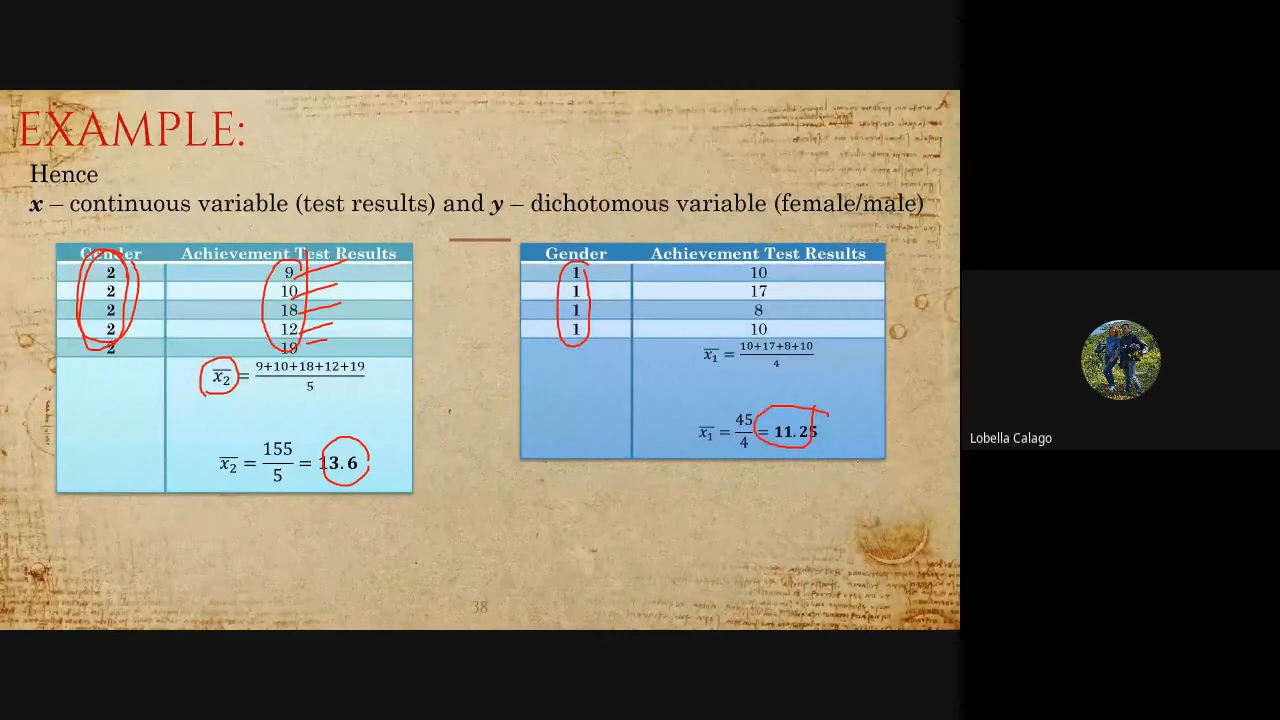 EXAMPLE:
Hence
x – continuous variable (test results) and y – dichotomous variable (female/male)
Gender Achievement Test Results
2 9
2 10
2 18
2 12
2 19
x̄₂ = (9+10+18+12+19)/5
x̄₂ = 155/5 = 13.6
Gender Achievement Test Results
1 10
1 17
1 8
1 10
x̄₁ = (10+17+8+10)/4
x̄₁ = 45/4 = 11.25
38
Lobella Calago